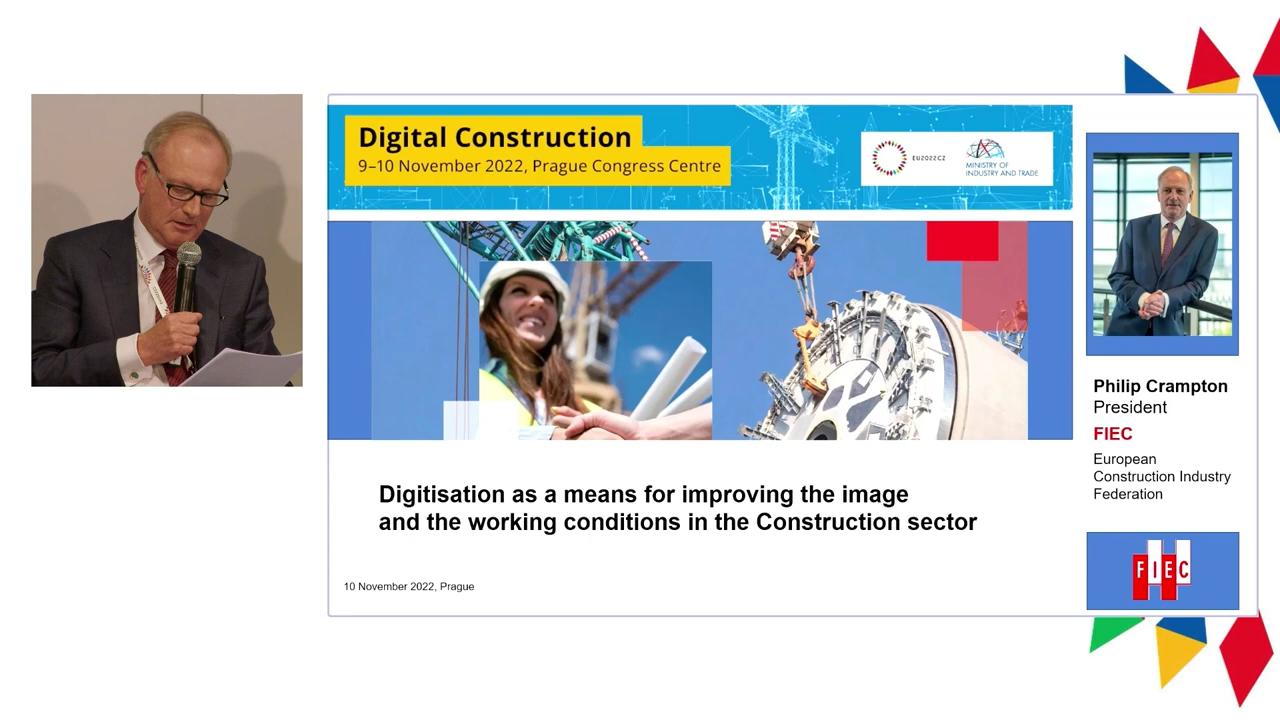 Digital Construction
9–10 November 2022, Prague Congress Centre
EU2022CZ
MINISTRY OF
INDUSTRY AND TRADE
Digitisation as a means for improving the image
and the working conditions in the Construction sector
10 November 2022, Prague
Philip Crampton
President
FIEC
European
Construction Industry
Federation
FIEC